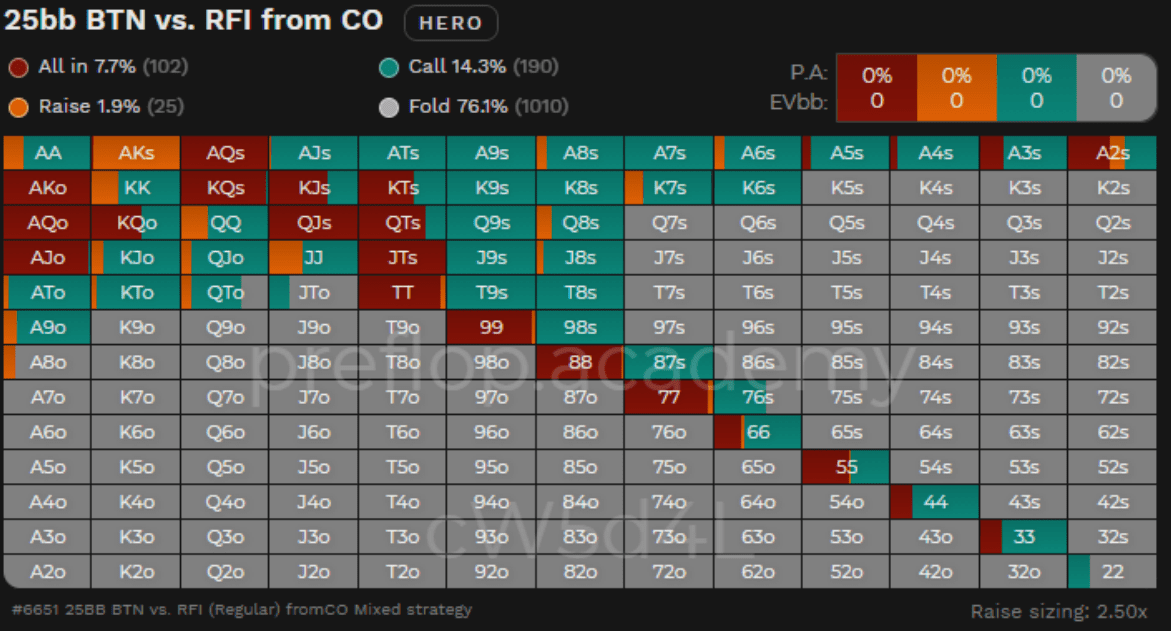 25bb BTN vs. RFI from CO HERO
All in 7.7% (102) Call 14.3% (190) P.A: 0% 0% 0% 0%
Raise 1.9% (25) Fold 76.1% (1010) EVbb: 0 0 0 0
AA AKs AQs AJs ATs A9s A8s A7s A6s A5s A4s A3s A2s
AKo KK KQs KJs KTs K9s K8s K7s K6s K5s K4s K3s K2s
AQo KQo QQ QJs QTs Q9s Q8s Q7s Q6s Q5s Q4s Q3s Q2s
AJo KJo QJo JJ JTs J9s J8s J7s J6s J5s J4s J3s J2s
ATo KTo QTo JTo TT T9s T8s T7s T6s T5s T4s T3s T2s
A9o K9o Q9o J9o T9o 99 98s 97s 96s 95s 94s 93s 92s
A8o K8o Q8o J8o T8o 98o 88 87s 86s 85s 84s 83s 82s
preflop.academy
A7o K7o Q7o J7o T7o 97o 87o 77 76s 75s 74s 73s 72s
A6o K6o Q6o J6o T6o 96o 86o 76o 66 65s 64s 63s 62s
A5o K5o Q5o J5o T5o 95o 85o 75o 65o 55 54s 53s 52s
A4o K4o Q4o J4o T4o 94o 84o 74o 64o 54o 44 43s 42s
cW5d4L
A3o K3o Q3o J3o T3o 93o 83o 73o 63o 53o 43o 33 32s
A2o K2o Q2o J2o T2o 92o 82o 72o 62o 52o 42o 32o 22
#6651 25BB BTN vs. RFI (Regular) fromCO Mixed strategy Raise sizing: 2.50x